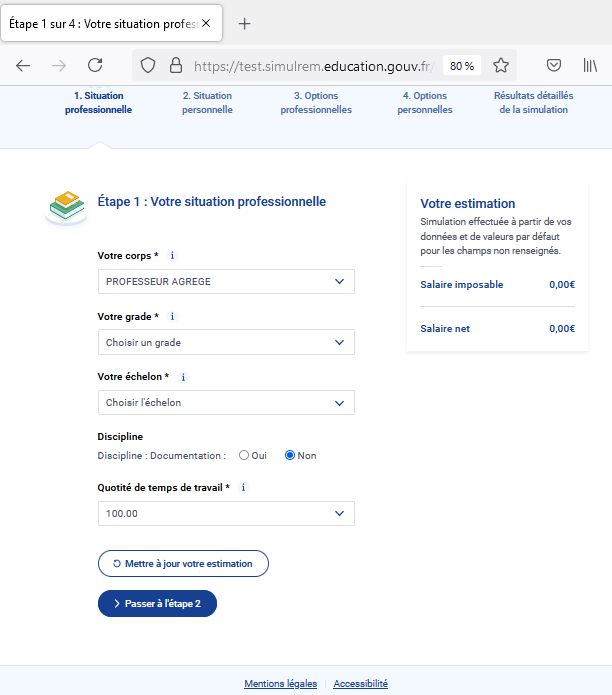 Étape 1 sur 4 : Votre situation profes
https://test.simulrem.education.gouv.fr/
80 %
1. Situation professionnelle
2. Situation personnelle
3. Options professionnelles
4. Options personnelles
Résultats détaillés de la simulation
Étape 1 : Votre situation professionnelle
Votre corps * i
PROFESSEUR AGREGE
Votre grade * i
Choisir un grade
Votre échelon * i
Choisir l'échelon
Discipline
Discipline : Documentation : Oui Non
Quotité de temps de travail * i
100.00
Mettre à jour votre estimation
Passer à l'étape 2
Votre estimation
Simulation effectuée à partir de vos
données et de valeurs par défaut
pour les champs non renseignés.
Salaire imposable 0,00€
Salaire net 0,00€
Mentions légales Accessibilité